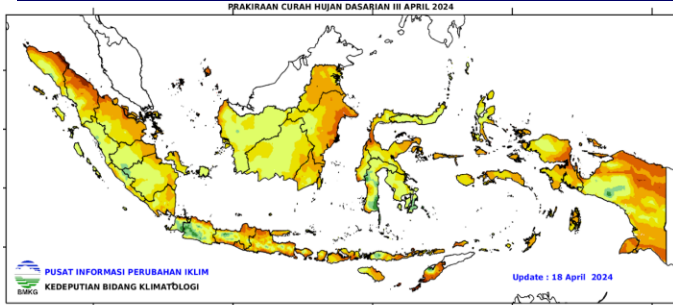 PRAKIRAAN CURAH HUJAN DASARIAN III APRIL 2024
PUSAT INFORMASI PERUBAHAN IKLIM
KEDEPUTIAN BIDANG KLIMATOLOGI
BMKG
Update : 18 April 2024